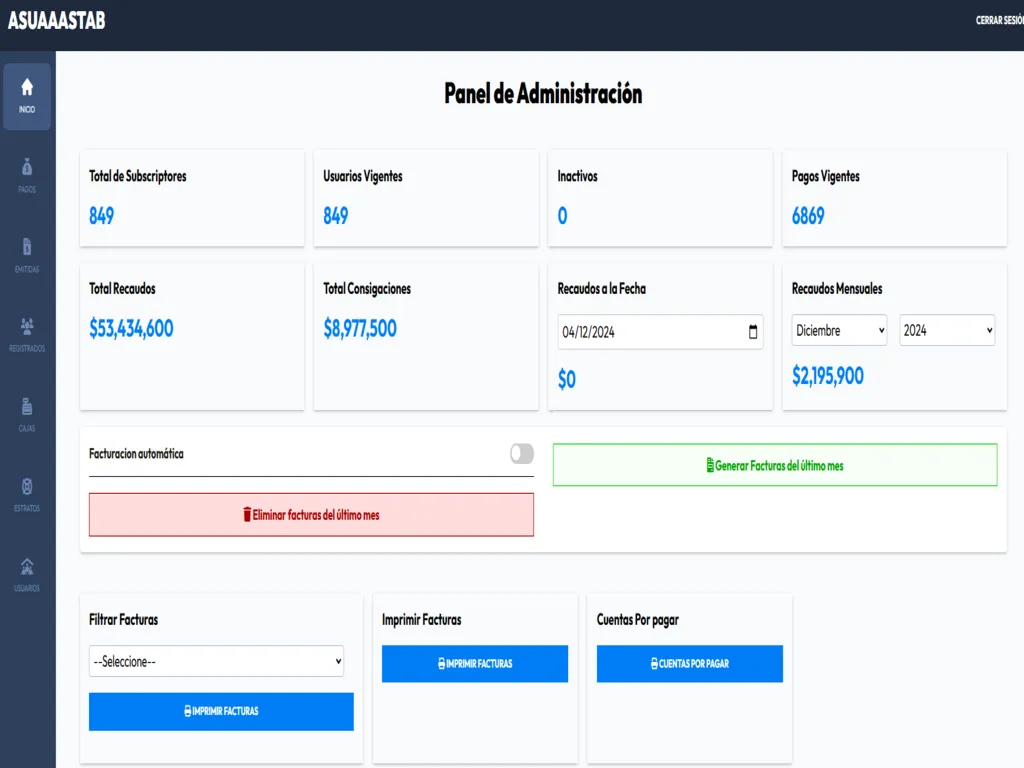 ASUAAASTAB
CERRAR SESIÓN
INICIO
PAGOS
EMITIDAS
REGISTRADOS
CAJAS
ESTRATOS
USUARIOS
Panel de Administración
Total de Subscriptores
849
Usuarios Vigentes
849
Inactivos
0
Pagos Vigentes
6869
Total Recaudos
$53,434,600
Total Consigaciones
$8,977,500
Recaudos a la Fecha
04/12/2024
$0
Recaudos Mensuales
Diciembre
2024
$2,195,900
Facturacion automática
Eliminar facturas del último mes
Generar Facturas del último mes
Filtrar Facturas
--Seleccione--
IMPRIMIR FACTURAS
Imprimir Facturas
IMPRIMIR FACTURAS
Cuentas Por pagar
CUENTAS POR PAGAR